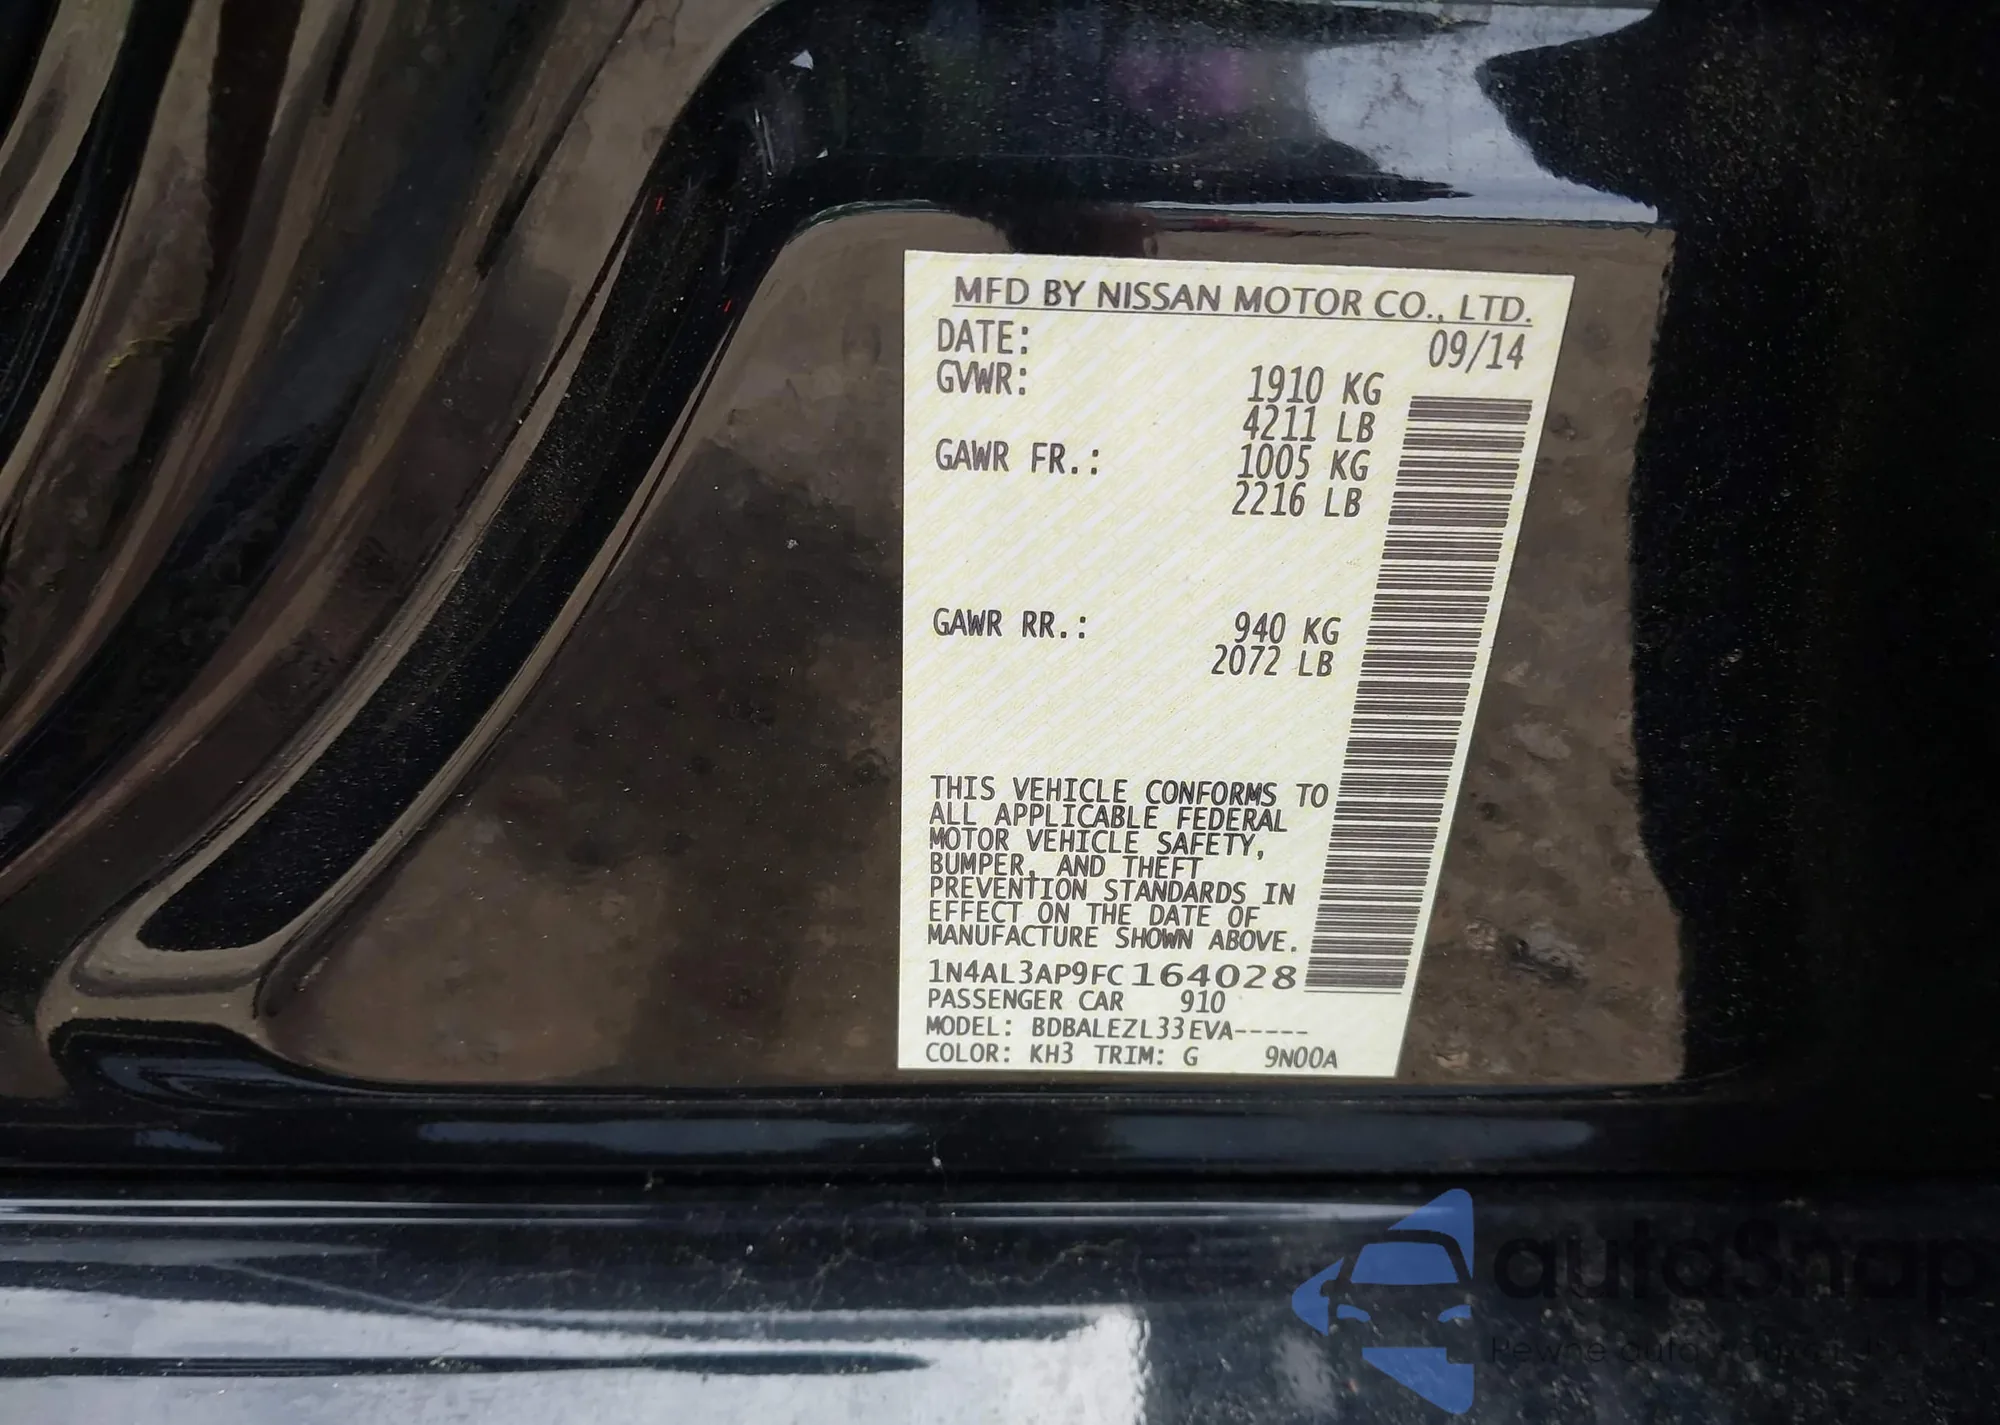 MFD BY NISSAN MOTOR CO., LTD.
DATE: 09/14
GVWR: 1910 KG
4211 LB
GAWR FR.: 1005 KG
2216 LB
GAWR RR.: 940 KG
2072 LB
THIS VEHICLE CONFORMS TO
ALL APPLICABLE FEDERAL
MOTOR VEHICLE SAFETY,
BUMPER, AND THEFT
PREVENTION STANDARDS IN
EFFECT ON THE DATE OF
MANUFACTURE SHOWN ABOVE.
1N4AL3AP9FC164028
PASSENGER CAR 910
MODEL: BDBALEZL33EVA-----
COLOR: KH3 TRIM: G 9N00A
autoSnap
Pewne auto